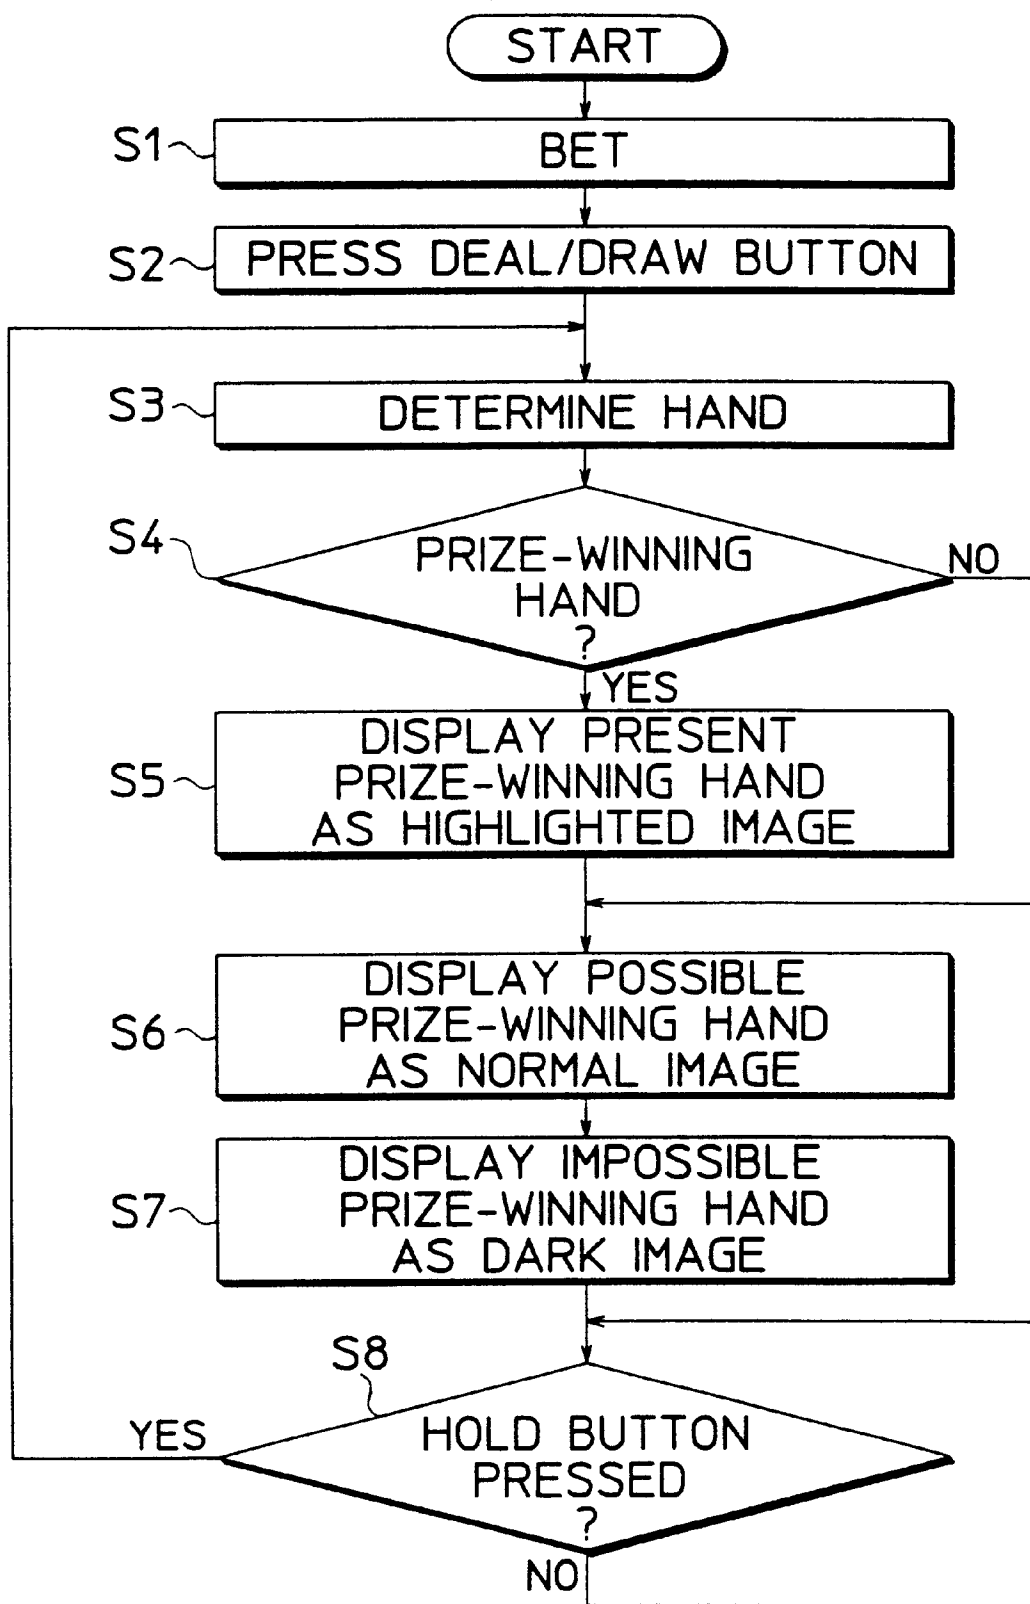 START
S1
BET
S2
PRESS DEAL/DRAW BUTTON
S3
DETERMINE HAND
S4
PRIZE-WINNING
HAND
?
NO
YES
S5
DISPLAY PRESENT
PRIZE-WINNING HAND
AS HIGHLIGHTED IMAGE
S6
DISPLAY POSSIBLE
PRIZE-WINNING HAND
AS NORMAL IMAGE
S7
DISPLAY IMPOSSIBLE
PRIZE-WINNING HAND
AS DARK IMAGE
S8
YES
HOLD BUTTON
PRESSED
?
NO